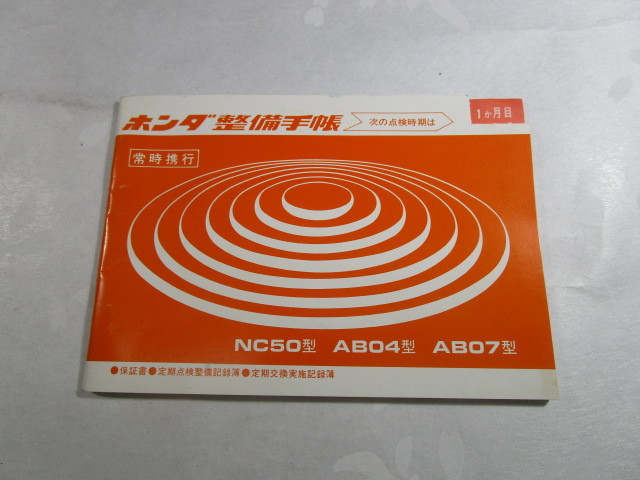 ホンダ整備手帳
次の点検時期は
1か月目
常時携行
NC50型 AB04型 AB07型
●保証書●定期点検整備記録簿●定期交換実施記録簿